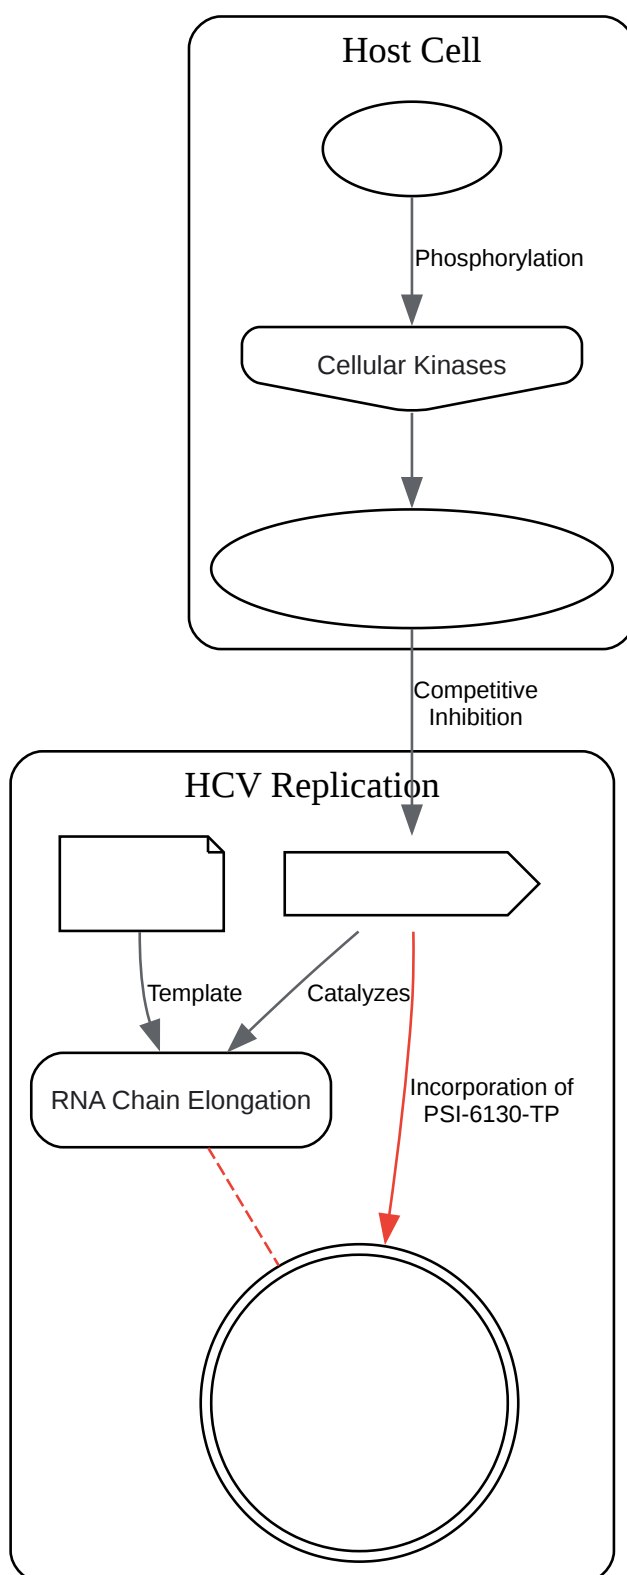 Host Cell
Phosphorylation
Cellular Kinases
Competitive
Inhibition
HCV Replication
Template
Catalyzes
RNA Chain Elongation
Incorporation of
PSI-6130-TP